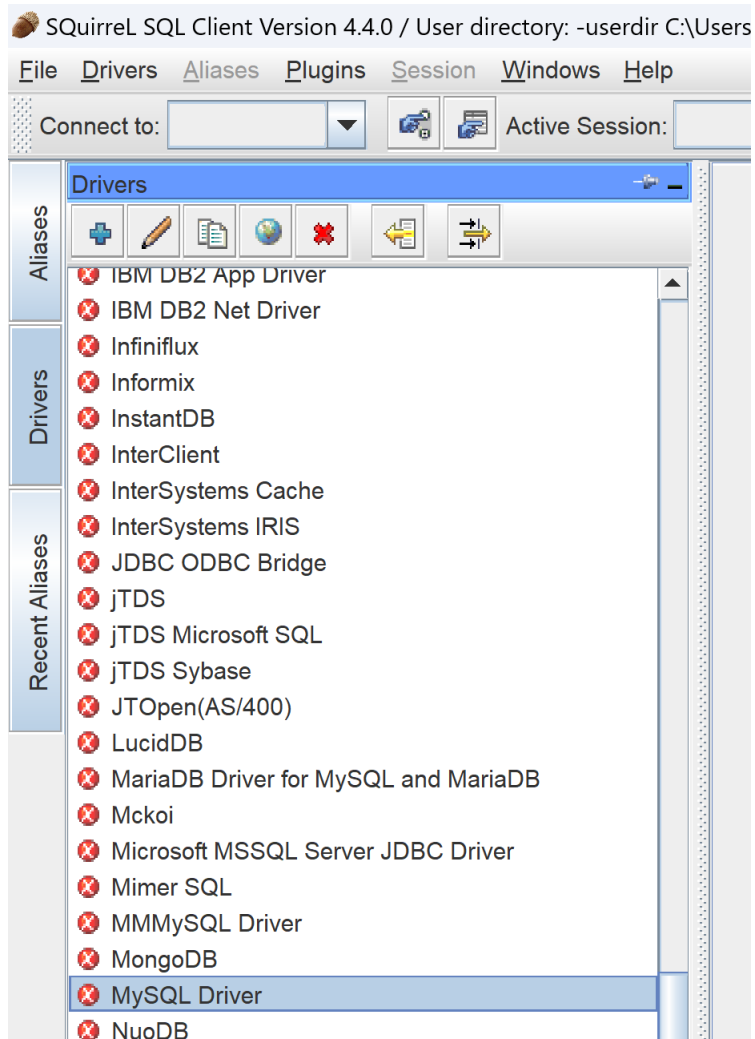 SQuirreL SQL Client Version 4.4.0 / User directory: -userdir C:\Users
File Drivers Aliases Plugins Session Windows Help
Connect to: Active Session:
Drivers
Aliases
Drivers
Recent Aliases
IBM DB2 App Driver
IBM DB2 Net Driver
Infiniflux
Informix
InstantDB
InterClient
InterSystems Cache
InterSystems IRIS
JDBC ODBC Bridge
jTDS
jTDS Microsoft SQL
jTDS Sybase
JTOpen(AS/400)
LucidDB
MariaDB Driver for MySQL and MariaDB
Mckoi
Microsoft MSSQL Server JDBC Driver
Mimer SQL
MMMySQL Driver
MongoDB
MySQL Driver
NuoDB